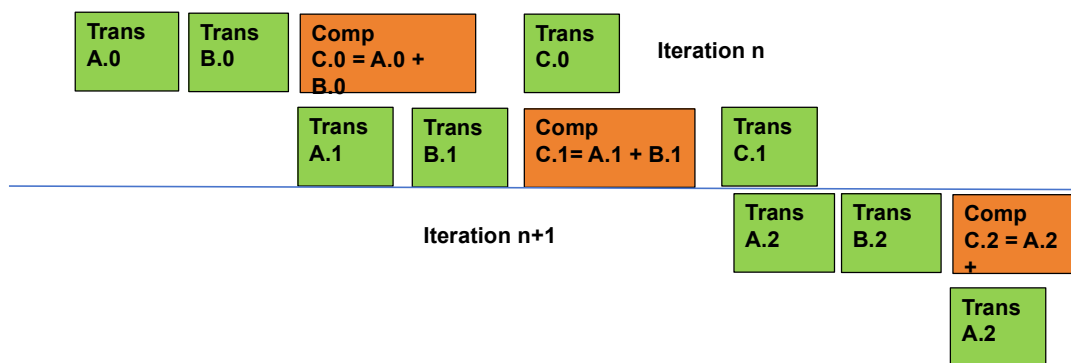 Trans
A.0
Trans
B.0
Comp
C.0 = A.0 +
B.0
Trans
C.0
Iteration n
Trans
A.1
Trans
B.1
Comp
C.1= A.1 + B.1
Trans
C.1
Iteration n+1
Trans
A.2
Trans
B.2
Comp
C.2 = A.2
+
Trans
A.2